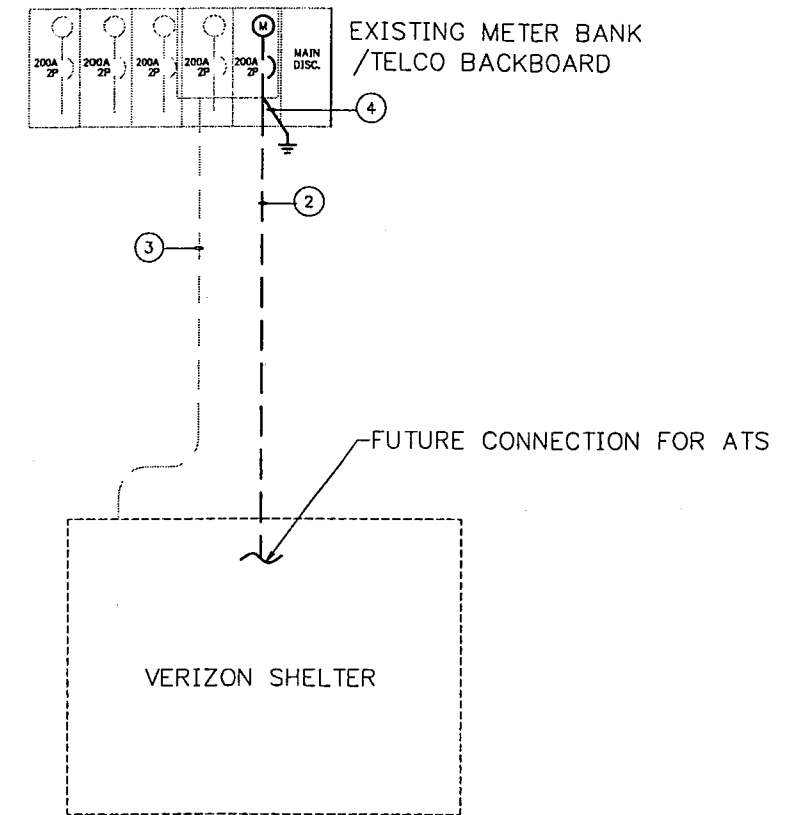 M
200A
2P
200A
2P
200A
2P
200A
2P
200A
2P
MAIN
DISC.
EXISTING METER BANK
/TELCO BACKBOARD
4
2
3
FUTURE CONNECTION FOR ATS
VERIZON SHELTER